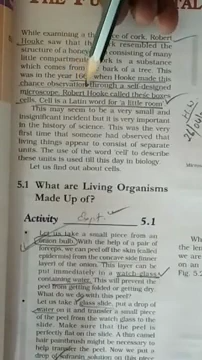 While examining a thin slice of cork, Robert
Hooke saw that the cork resembled the
structure of a honeycomb consisting of many
little compartments. Cork is a substance
which comes from the bark of a tree. This
was in the year 1665 when Hooke made this
chance observation through a self-designed
microscope. Robert Hooke called these boxes
cells. Cell is a Latin word for 'a little room'.
This may seem to be a very small and
insignificant incident but it is very important
in the history of science. This was the very
first time that someone had observed that
living things appear to consist of separate
units. The use of the word 'cell' to describe
these units is used till this day in biology.
Let us find out about cells.
5.1 What are Living Organisms
Made Up of?
Activity 5.1
Let us take a small piece from an
onion bulb. With the help of a pair of
forceps, we can peel off the skin (called
epidermis) from the concave side (inner
layer) of the onion. This layer can be
put immediately in a watch glass
containing water. This will prevent the
peel from getting folded or getting dry.
What do we do with this peel?
Let us take a glass slide, put a drop of
water on it and transfer a small piece
of the peel from the watch glass to the
slide. Make sure that the peel is
perfectly flat on the slide. A thin camel
hair paintbrush might be necessary to
help transfer the peel. Now we put a
drop of